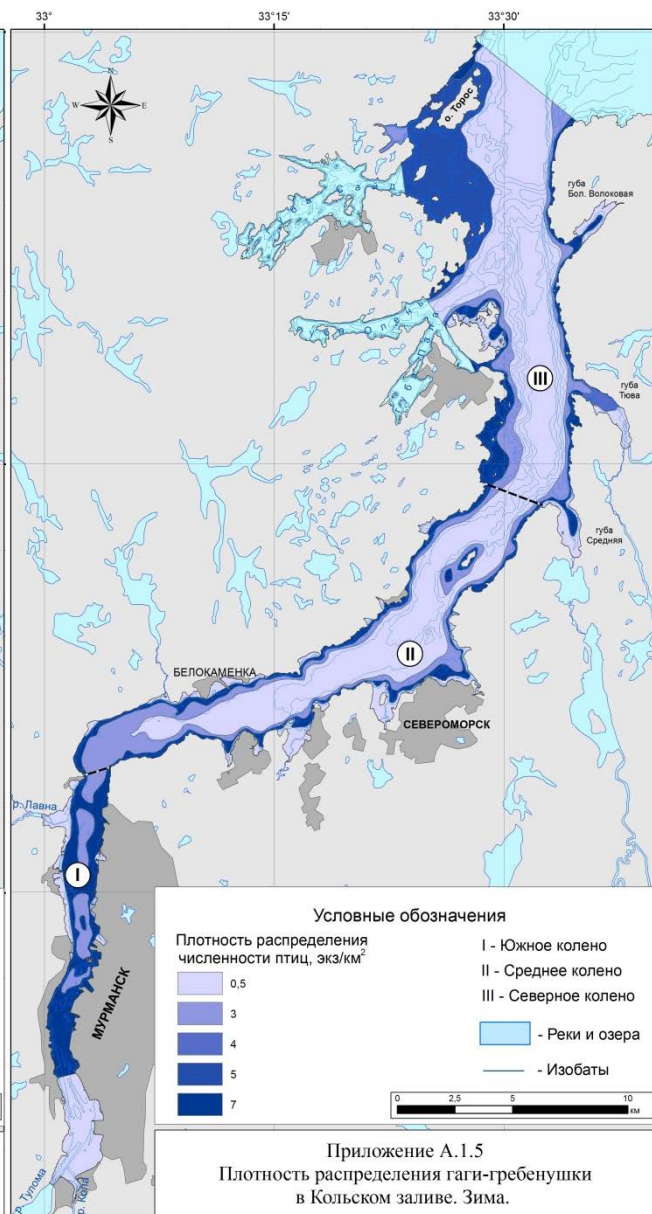 33°
33°15'
33°30'
N
W E
S
о. Торос
губа
Бол. Волоковая
III
губа
Тюва
губа
Средняя
II
БЕЛОКАМЕНКА
СЕВЕРОМОРСК
р. Лавна
I
МУРМАНСК
р. Тулома
р. Кола
Условные обозначения
Плотность распределения
численности птиц, экз/км²
0,5
3
4
5
7
I - Южное колено
II - Среднее колено
III - Северное колено
- Реки и озера
- Изобаты
0 2,5 5 10
км
Приложение А.1.5
Плотность распределения гаги-гребенушки
в Кольском заливе. Зима.